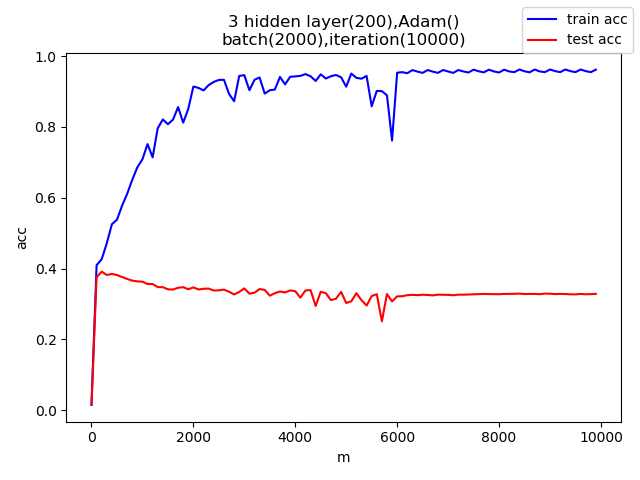 3 hidden layer(200),Adam()
batch(2000),iteration(10000)
train acc
test acc
1.0
0.8
0.6
0.4
0.2
0.0
acc
0
2000
4000
6000
8000
10000
m